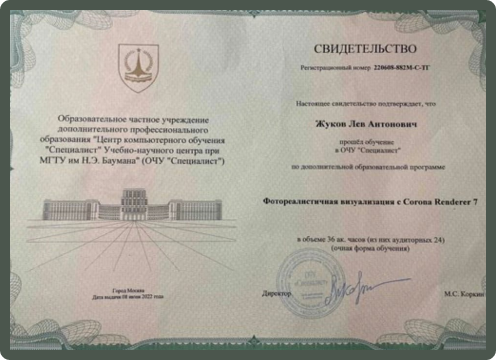 Образовательное частное учреждение
дополнительного профессионального
образования "Центр компьютерного обучения
"Специалист" Учебно-научного центра при
МГТУ им Н.Э. Баумана" (ОЧУ "Специалист")
Город Москва
Дата выдачи 08 июня 2022 года
СВИДЕТЕЛЬСТВО
Регистрационный номер 220608-882М-С-ТГ
Настоящее свидетельство подтверждает, что
Жуков Лев Антонович
прошёл обучение
в ОЧУ "Специалист"
по дополнительной образовательной программе
Фотореалистичная визуализация с Corona Renderer 7
в объеме 36 ак. часов (из них аудиторных 24)
(очная форма обучения)
Директор М.С. Коркин